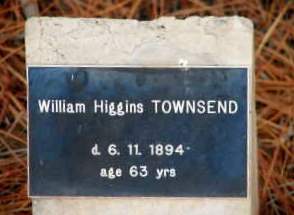 William Higgins TOWNSEND
d. 6. 11. 1894
age 63 yrs